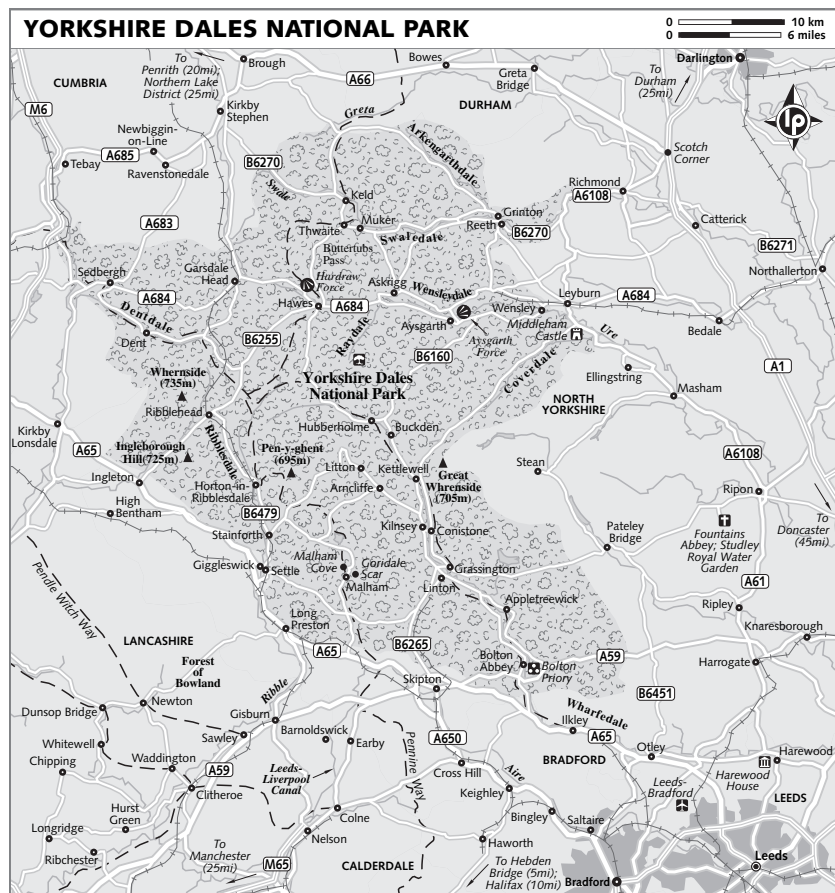 YORKSHIRE DALES NATIONAL PARK
0 10 km
0 6 miles
To
Penrith (20mi);
Northern Lake
District (25mi)
Brough
Bowes
A66
Greta
Bridge
Darlington
To
Durham
(25mi)
CUMBRIA
M6
Kirkby
Stephen
Greta
DURHAM
lp
Newbiggin-
on-Line
A685
Tebay
Ravenstonedale
B6270
Arkengarthdale
Scotch
Corner
Swale
Keld
Richmond
A6108
A683
Thwaite
Muker
Grinton
Reeth
B6270
Catterick
Swaledale
Buttertubs
Pass
B6271
Sedbergh
Garsdale
Head
Hardraw
Force
Askrigg
Wensleydale
Northallerton
A684
Hawes
A684
Leyburn
A684
Wensley
Dentdale
Aysgarth
Middleham
Castle
Ure
Bedale
Dent
Raydale
Aysgarth
Force
B6255
B6160
A1
Whernside
(735m)
Coverdale
Ellingstring
Yorkshire Dales
National Park
NORTH
YORKSHIRE
Masham
Ribblehead
Hubberholme
Buckden
Kirkby
Lonsdale
A65
Ribblesdale
Ingleborough
Hill(725m)
Pen-y-ghent
(695m)
Litton
Kettlewell
Great
Whrenside
(705m)
Stean
A6108
Ingleton
Horton-in-
Ribblesdale
Arncliffe
Ripon
High
Bentham
B6479
Kilnsey
Conistone
To
Doncaster
(45mi)
Stainforth
Pateley
Bridge
Fountains
Abbey; Studley
Royal Water
Garden
Giggleswick
Settle
Malham
Cove
Goridale
Scar
Malham
Grassington
Linton
A61
Pendle Witch Way
Appletreewick
Ripley
Long
Preston
Knaresborough
LANCASHIRE
A65
B6265
Bolton
Abbey
Bolton
Priory
A59
Harrogate
Forest
of
Bowland
Skipton
B6451
Newton
Ribble
Dunsop Bridge
Gisburn
Wharfedale
Barnoldswick
Ilkley
Whitewell
Sawley
Earby
A650
A65
Otley
Harewood
Waddington
Pennine Way
Chipping
A59
Leeds-
Liverpool
Canal
Cross Hill
Aire
BRADFORD
Harewood
House
Clitheroe
Keighley
Leeds-
Bradford
LEEDS
Hurst
Green
Colne
Bingley
Saltaire
Longridge
Nelson
Haworth
Ribchester
To
Manchester
(25mi)
M65
CALDERDALE
To Hebden
Bridge (5mi);
Halifax (10mi)
Bradford
Leeds